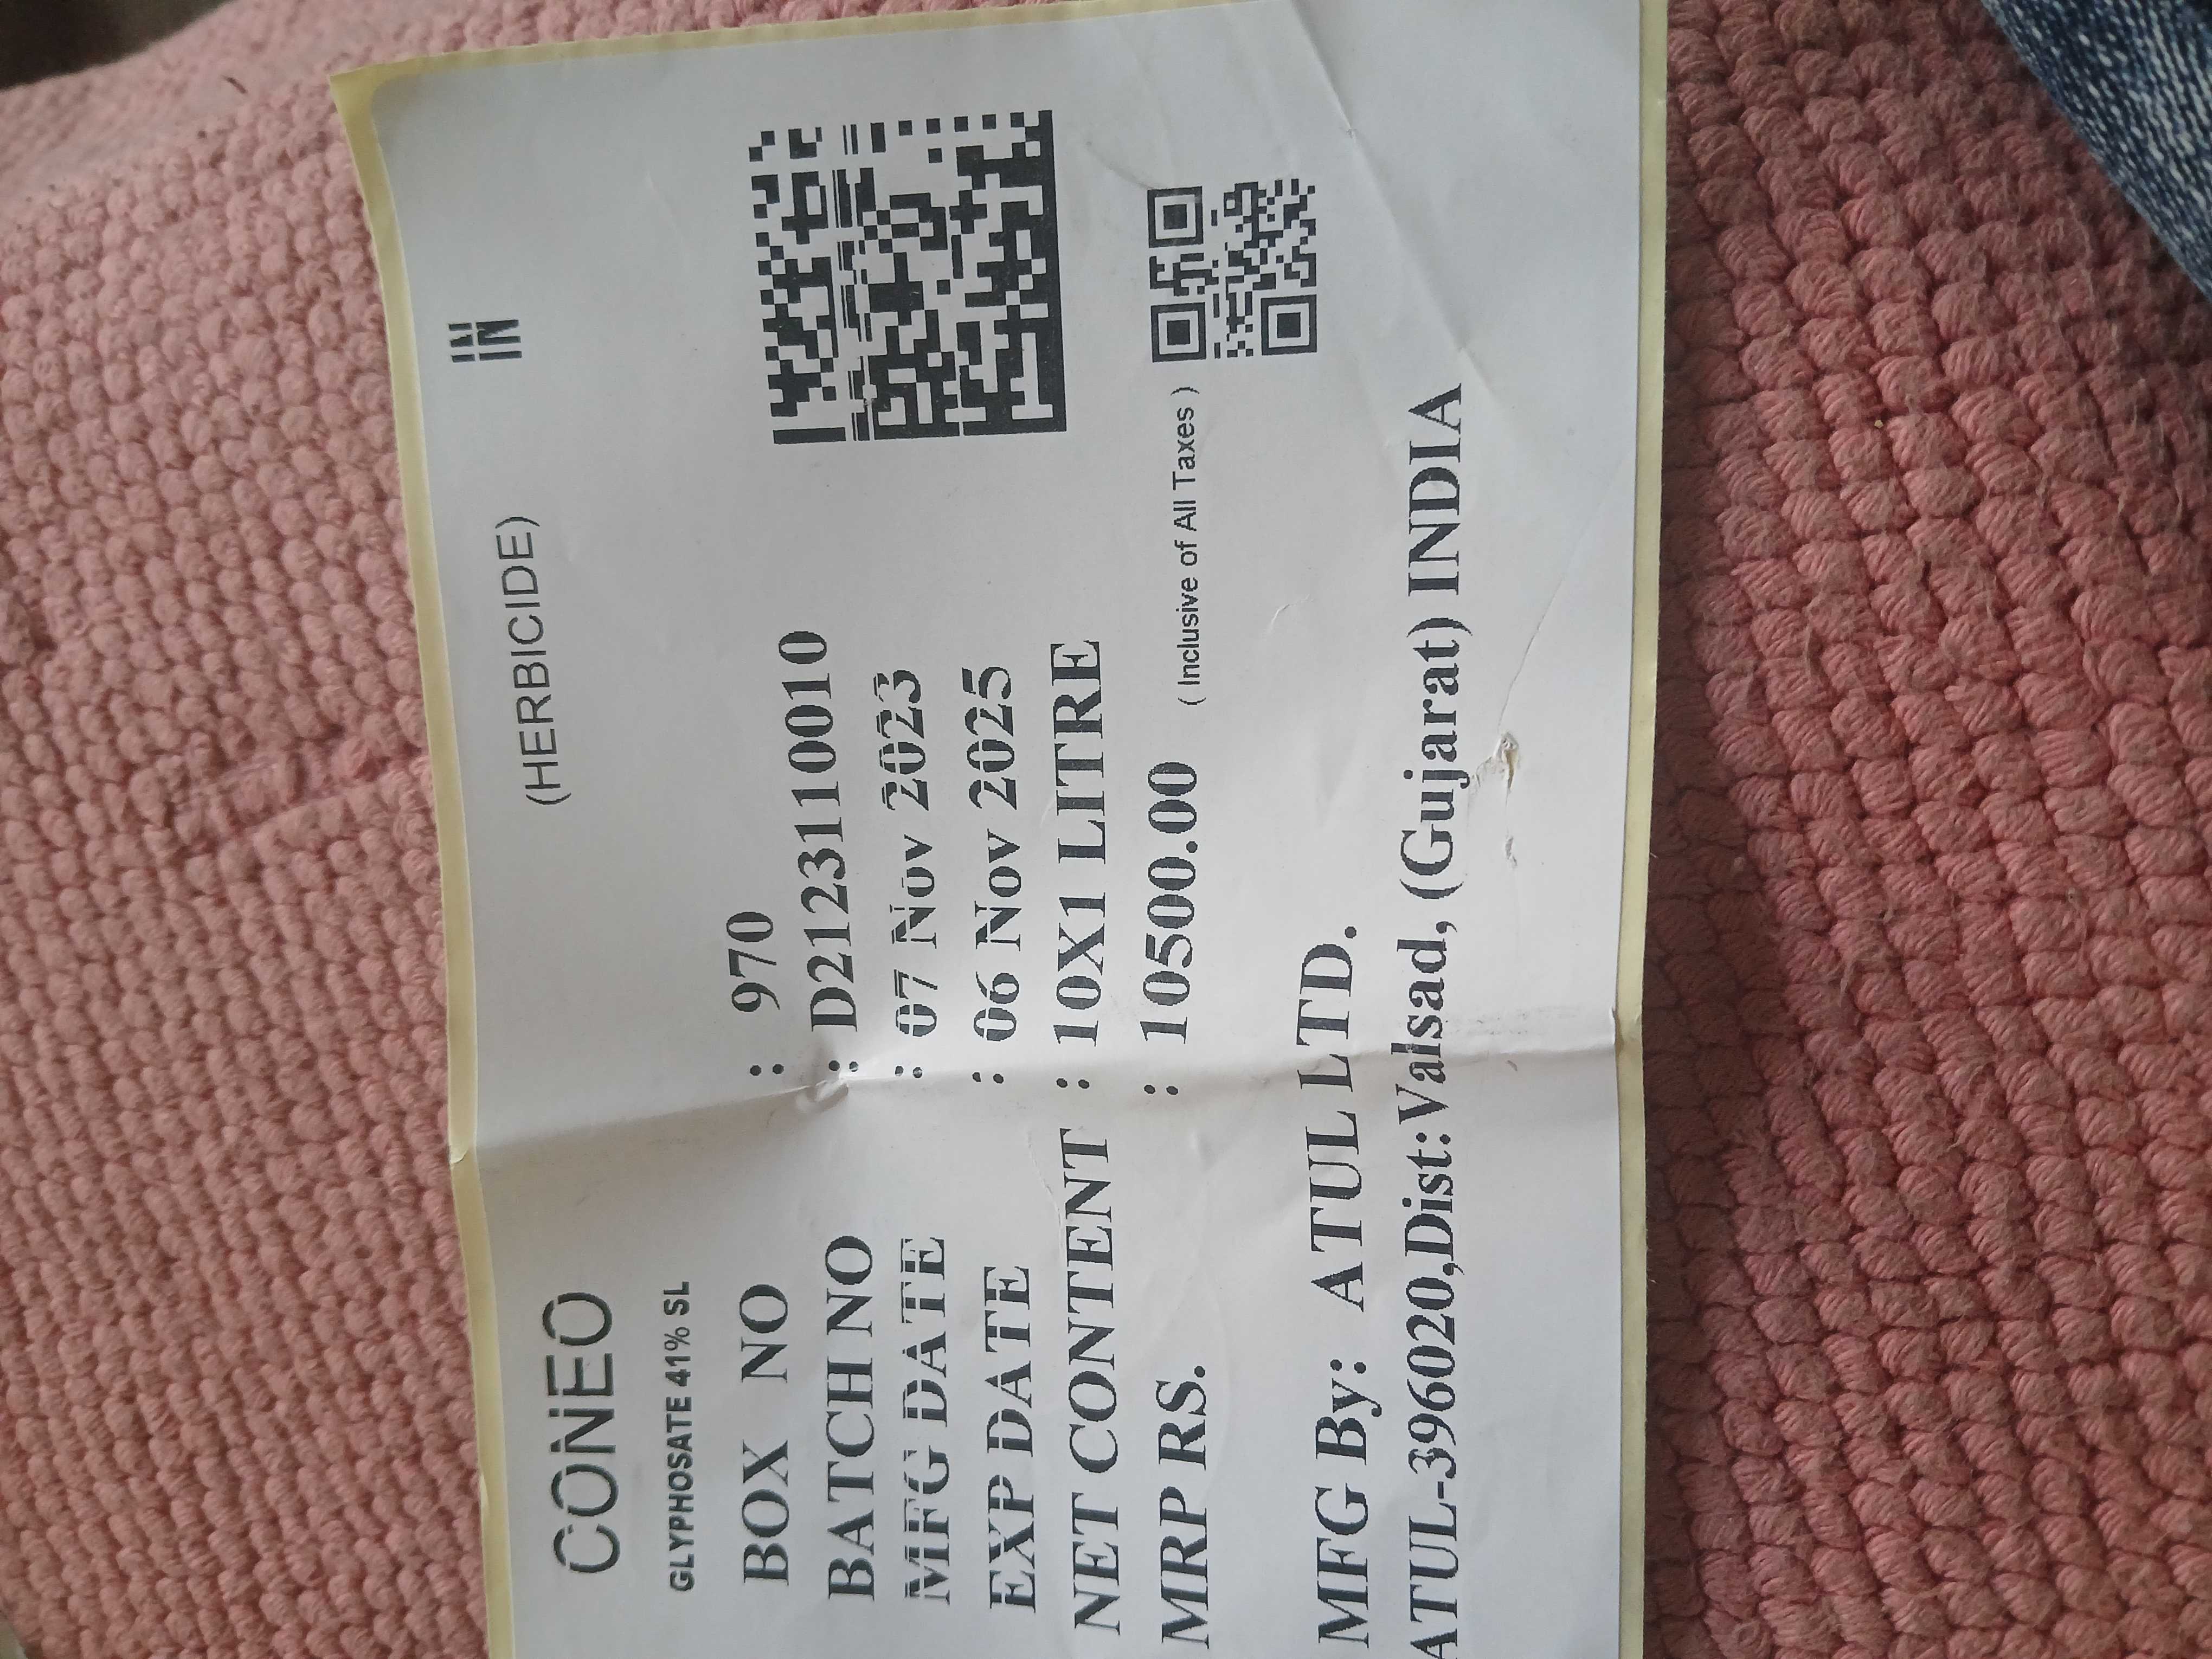 CONEO (HERBICIDE) IN
GLYPHOSATE 41% SL
BOX NO : 970
BATCH NO : D2123110010
MFG DATE : 07 Nov 2023
EXP DATE : 06 Nov 2025
NET CONTENT : 10X1 LITRE
MRP RS. : 10500.00 ( Inclusive of All Taxes )
MFG By: ATUL LTD.
ATUL-396020,Dist:Valsad, (Gujarat) INDIA